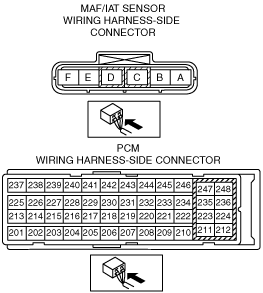 MAF/IAT SENSOR
WIRING HARNESS-SIDE
CONNECTOR
F E D C B A
PCM
WIRING HARNESS-SIDE CONNECTOR
237 238 239 240 241 242 243 244 245 246 247 248
225 226 227 228 229 230 231 232 233 234 235 236
213 214 215 216 217 218 219 220 221 222 223 224
201 202 203 204 205 206 207 208 209 210 211 212